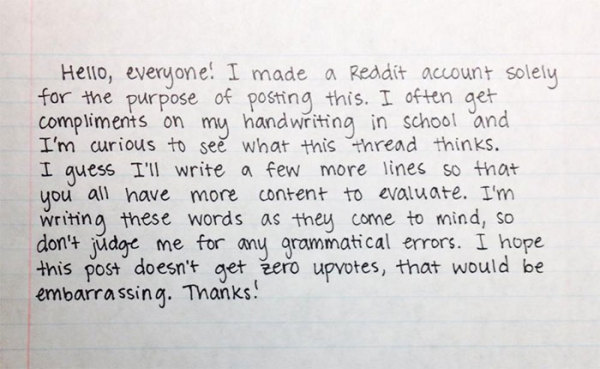 Hello, everyone! I made a Reddit account solely
for the purpose of posting this. I often get
compliments on my handwriting in school and
I'm curious to see what this thread thinks.
I guess I'll write a few more lines so that
you all have more content to evaluate. I'm
writing these words as they come to mind, so
don't judge me for any grammatical errors. I hope
this post doesn't get zero upvotes, that would be
embarrassing. Thanks!